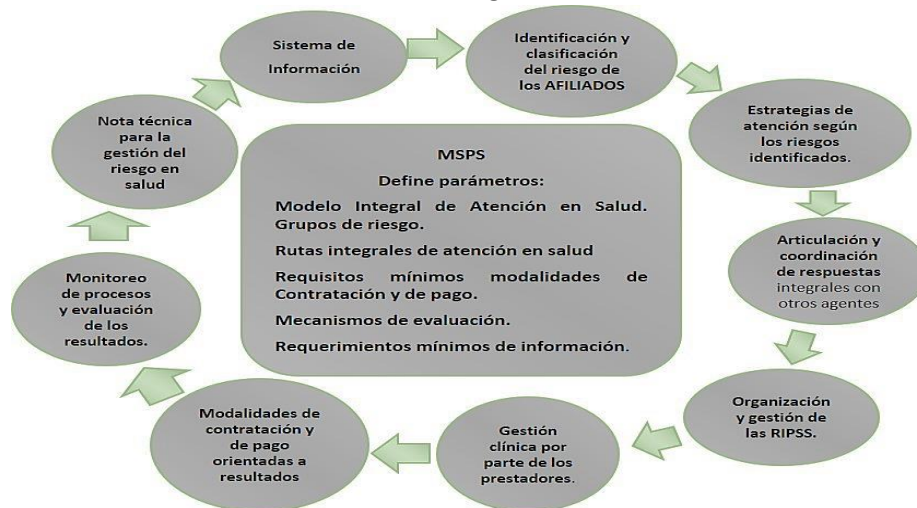 Sistema de
Información
Identificación y
clasificación
del riesgo de
los AFILIADOS
Estrategias de
atención según
los riesgos
identificados.
Articulación y
coordinación
de respuestas
integrales con
otros agentes
Organización
y gestión de
las RIPSS.
Gestión
clínica por
parte de los
prestadores.
Modalidades de
contratación y
de pago
orientadas a
resultados
Monitoreo
de procesos
y evaluación
de los
resultados.
Nota técnica
para la
gestión del
riesgo en
salud
MSPS
Define parámetros:
Modelo Integral de Atención en Salud.
Grupos de riesgo.
Rutas integrales de atención en salud
Requisitos mínimos modalidades de
Contratación y de pago.
Mecanismos de evaluación.
Requerimientos mínimos de información.